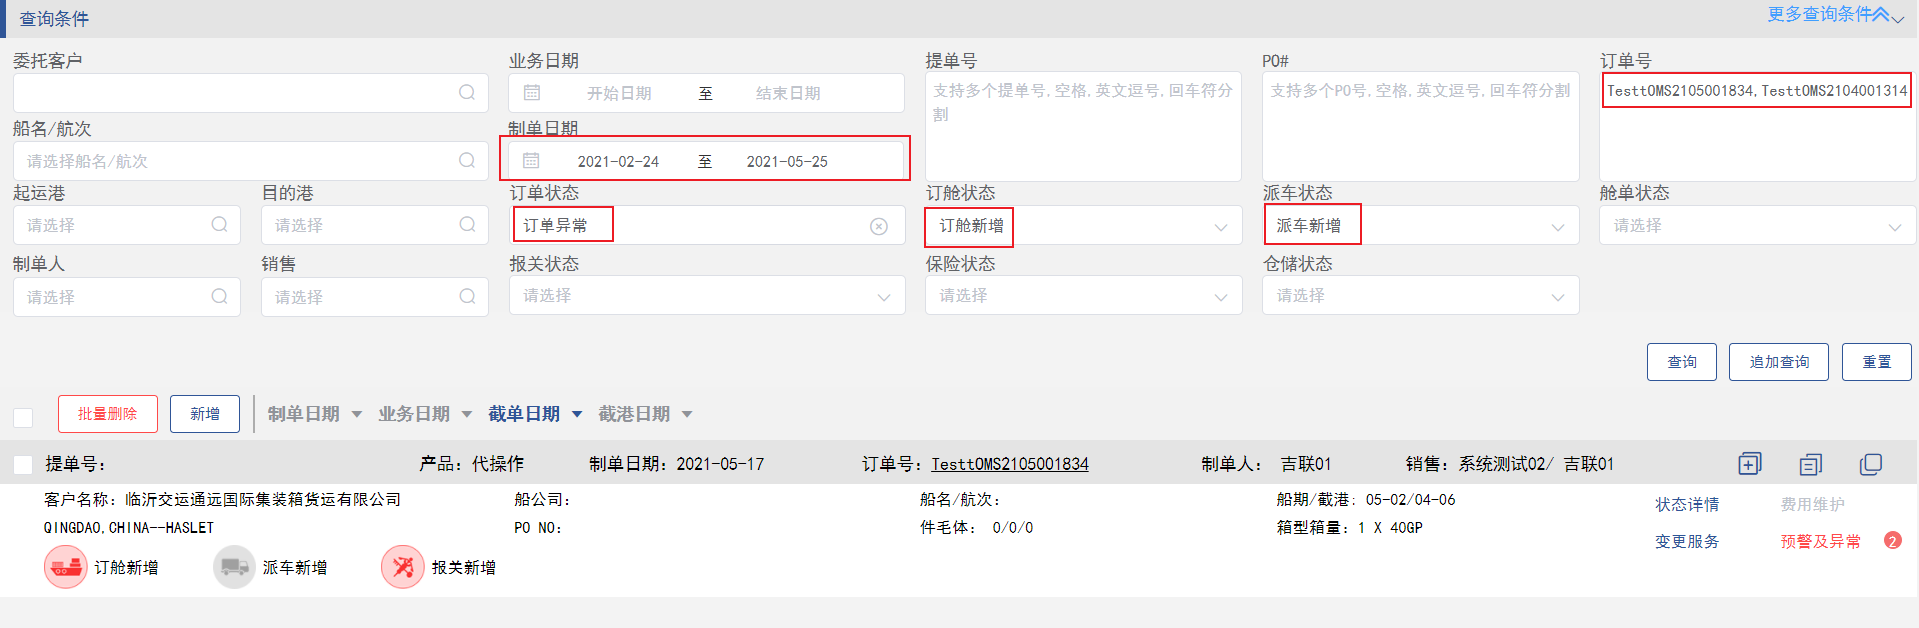 查询条件
更多查询条件
委托客户
业务日期
提单号
PO#
订单号
开始日期 至 结束日期
支持多个提单号,空格,英文逗号,回车符分割
支持多个PO号,空格,英文逗号,回车符分割
TesttOMS2105001834,TesttOMS2104001314
船名/航次
制单日期
请选择船名/航次
2021-02-24 至 2021-05-25
起运港
目的港
订单状态
订舱状态
派车状态
舱单状态
请选择
请选择
订单异常
订舱新增
派车新增
请选择
制单人
销售
报关状态
保险状态
仓储状态
请选择
请选择
请选择
请选择
请选择
查询
追加查询
重置
批量删除
新增
制单日期
业务日期
截单日期
截港日期
提单号:
产品: 代操作
制单日期: 2021-05-17
订单号: TesttOMS2105001834
制单人: 吉联01
销售: 系统测试02/ 吉联01
客户名称: 临沂交运通远国际集装箱货运有限公司
船公司:
船名/航次:
船期/截港: 05-02/04-06
状态详情
费用维护
QINGDAO,CHINA--HASLET
PO NO:
件毛体: 0/0/0
箱型箱量: 1 X 40GP
变更服务
预警及异常 2
订舱新增
派车新增
报关新增